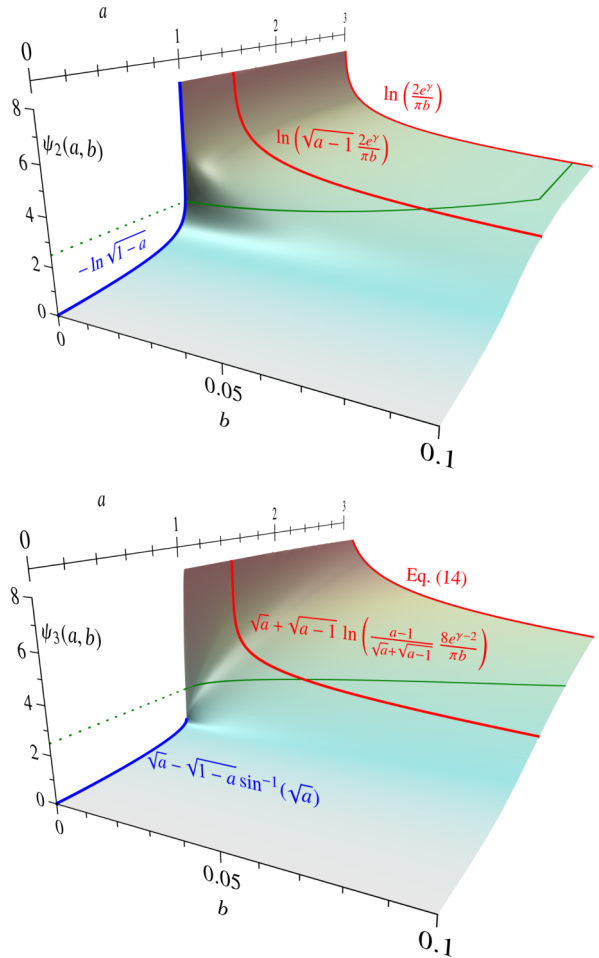 a
0 1 2 3
8
ψ₂(a, b)
6
4
2
0
ln(2e^γ/πb)
ln(√(a−1) 2e^γ/πb)
−ln √(1−a)
0
0.05
b
0.1
a
0 1 2 3
8
ψ₃(a, b)
6
4
2
0
Eq. (14)
√a + √(a−1) ln((a−1)/(√a+√(a−1)) 8e^(γ−2)/πb)
√a − √(1−a) sin⁻¹(√a)
0
0.05
b
0.1